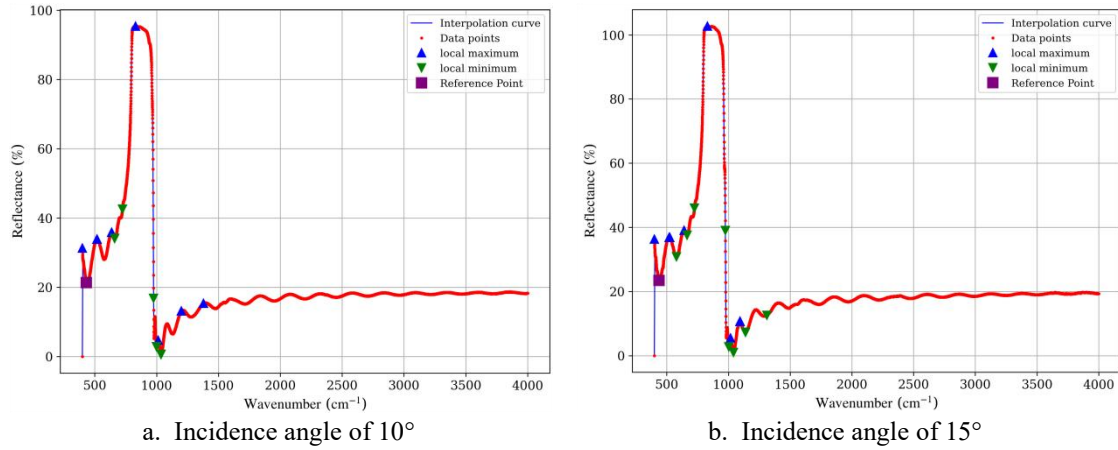 100
80
60
40
20
0
Reflectance (%)
500 1000 1500 2000 2500 3000 3500 4000
Wavenumber (cm⁻¹)
Interpolation curve
Data points
local maximum
local minimum
Reference Point
a. Incidence angle of 10°
100
80
60
40
20
0
Reflectance (%)
500 1000 1500 2000 2500 3000 3500 4000
Wavenumber (cm⁻¹)
Interpolation curve
Data points
local maximum
local minimum
Reference Point
b. Incidence angle of 15°